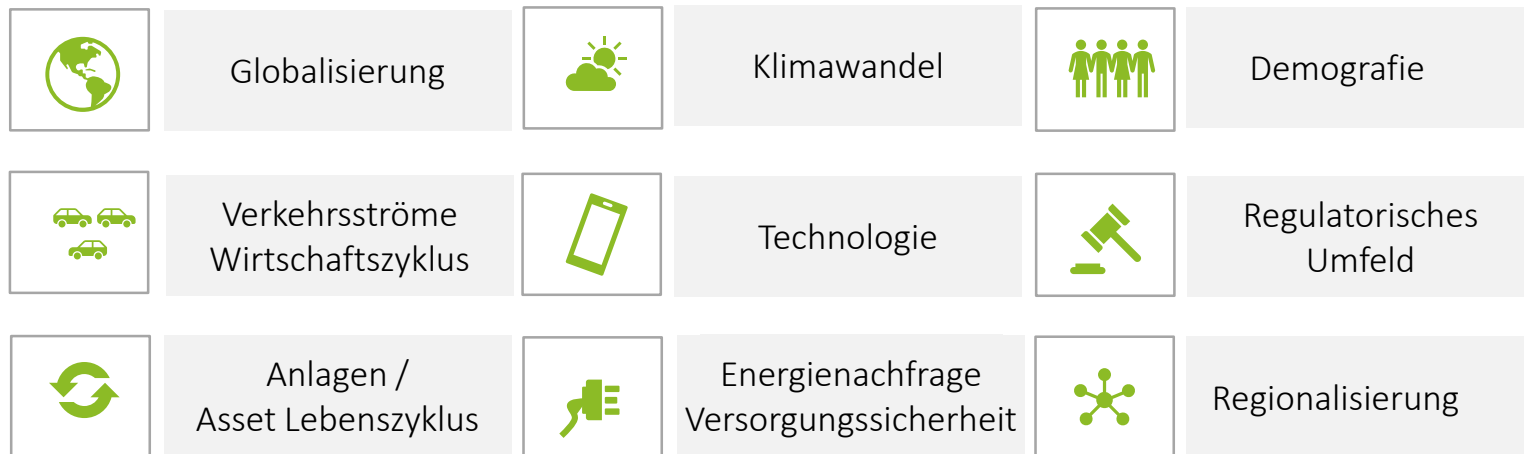 Globalisierung
Klimawandel
Demografie
Verkehrsströme
Wirtschaftszyklus
Technologie
Regulatorisches
Umfeld
Anlagen /
Asset Lebenszyklus
Energienachfrage
Versorgungssicherheit
Regionalisierung